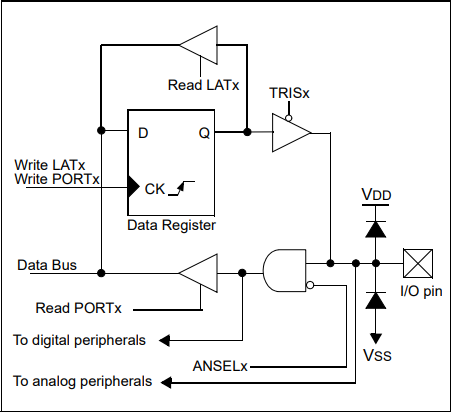 Read LATx
TRISx
D
Q
Write LATx
Write PORTx
CK
Data Register
VDD
Data Bus
I/O pin
Read PORTx
To digital peripherals
VSS
ANSELx
To analog peripherals